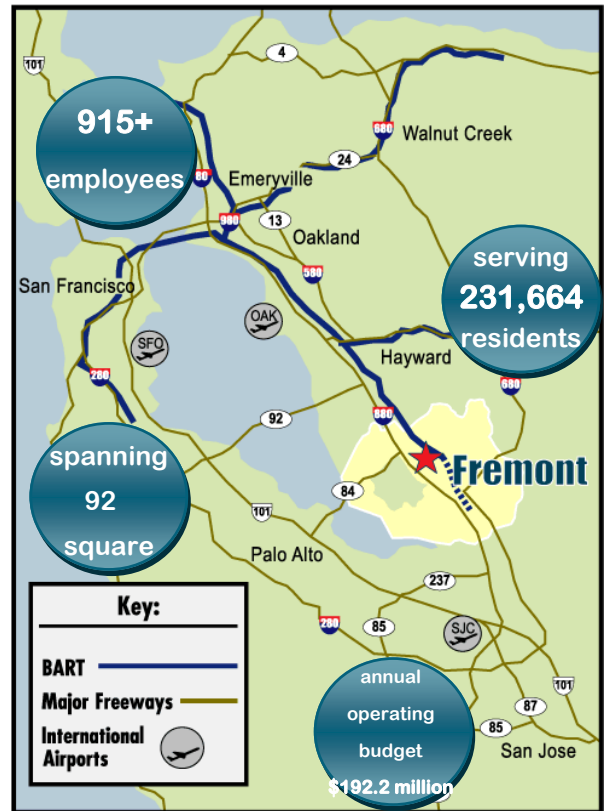 4
101
915+
employees
680
Walnut Creek
24
80
Emeryville
980
13
Oakland
580
serving
231,664
residents
San Francisco
OAK
SFO
Hayward
280
680
880
92
spanning
92
square
Fremont
84
101
Palo Alto
237
Key:
BART
Major Freeways
International
Airports
280
85
SJC
annual
operating
budget
$192.2 million
101
87
85
San Jose